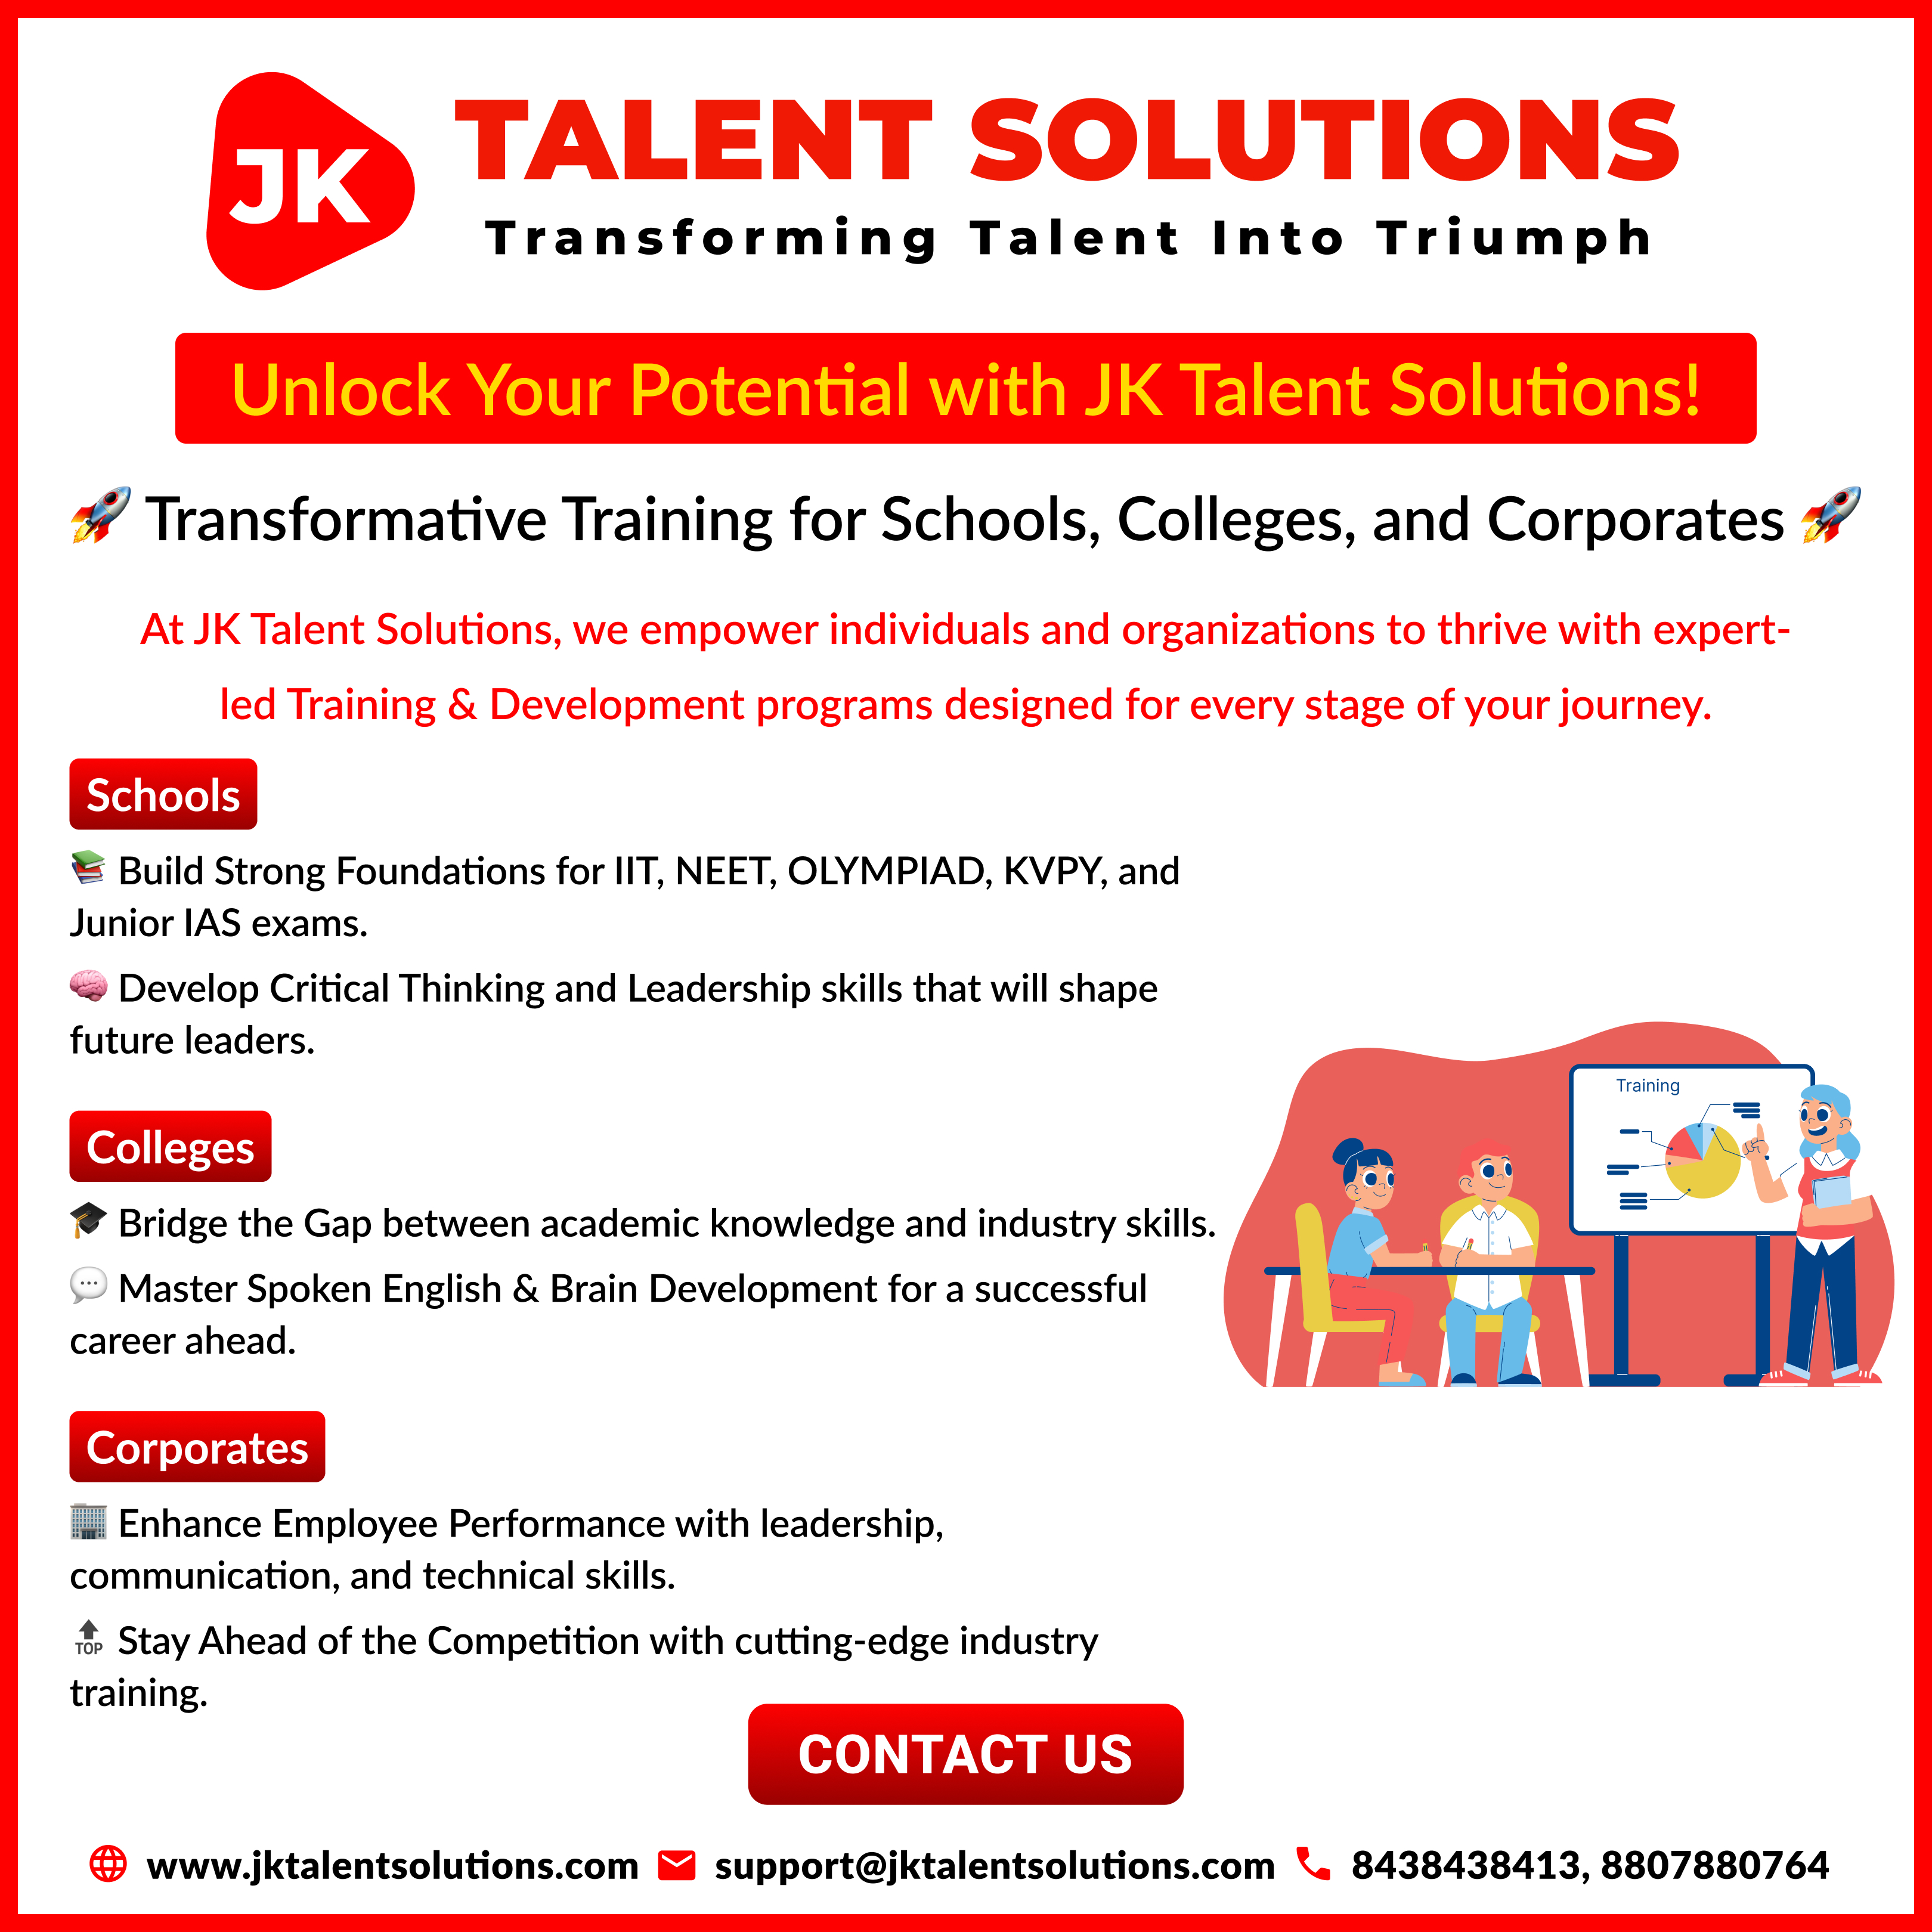 JK
TALENT SOLUTIONS
Transforming Talent Into Triumph
Unlock Your Potential with JK Talent Solutions!
🚀 Transformative Training for Schools, Colleges, and Corporates 🚀
At JK Talent Solutions, we empower individuals and organizations to thrive with expert-
led Training & Development programs designed for every stage of your journey.
Schools
📚 Build Strong Foundations for IIT, NEET, OLYMPIAD, KVPY, and
Junior IAS exams.
🧠 Develop Critical Thinking and Leadership skills that will shape
future leaders.
Colleges
🎓 Bridge the Gap between academic knowledge and industry skills.
💬 Master Spoken English & Brain Development for a successful
career ahead.
Training
Corporates
🏢 Enhance Employee Performance with leadership,
communication, and technical skills.
🔝 Stay Ahead of the Competition with cutting-edge industry
training.
CONTACT US
www.jktalentsolutions.com support@jktalentsolutions.com 8438438413, 8807880764